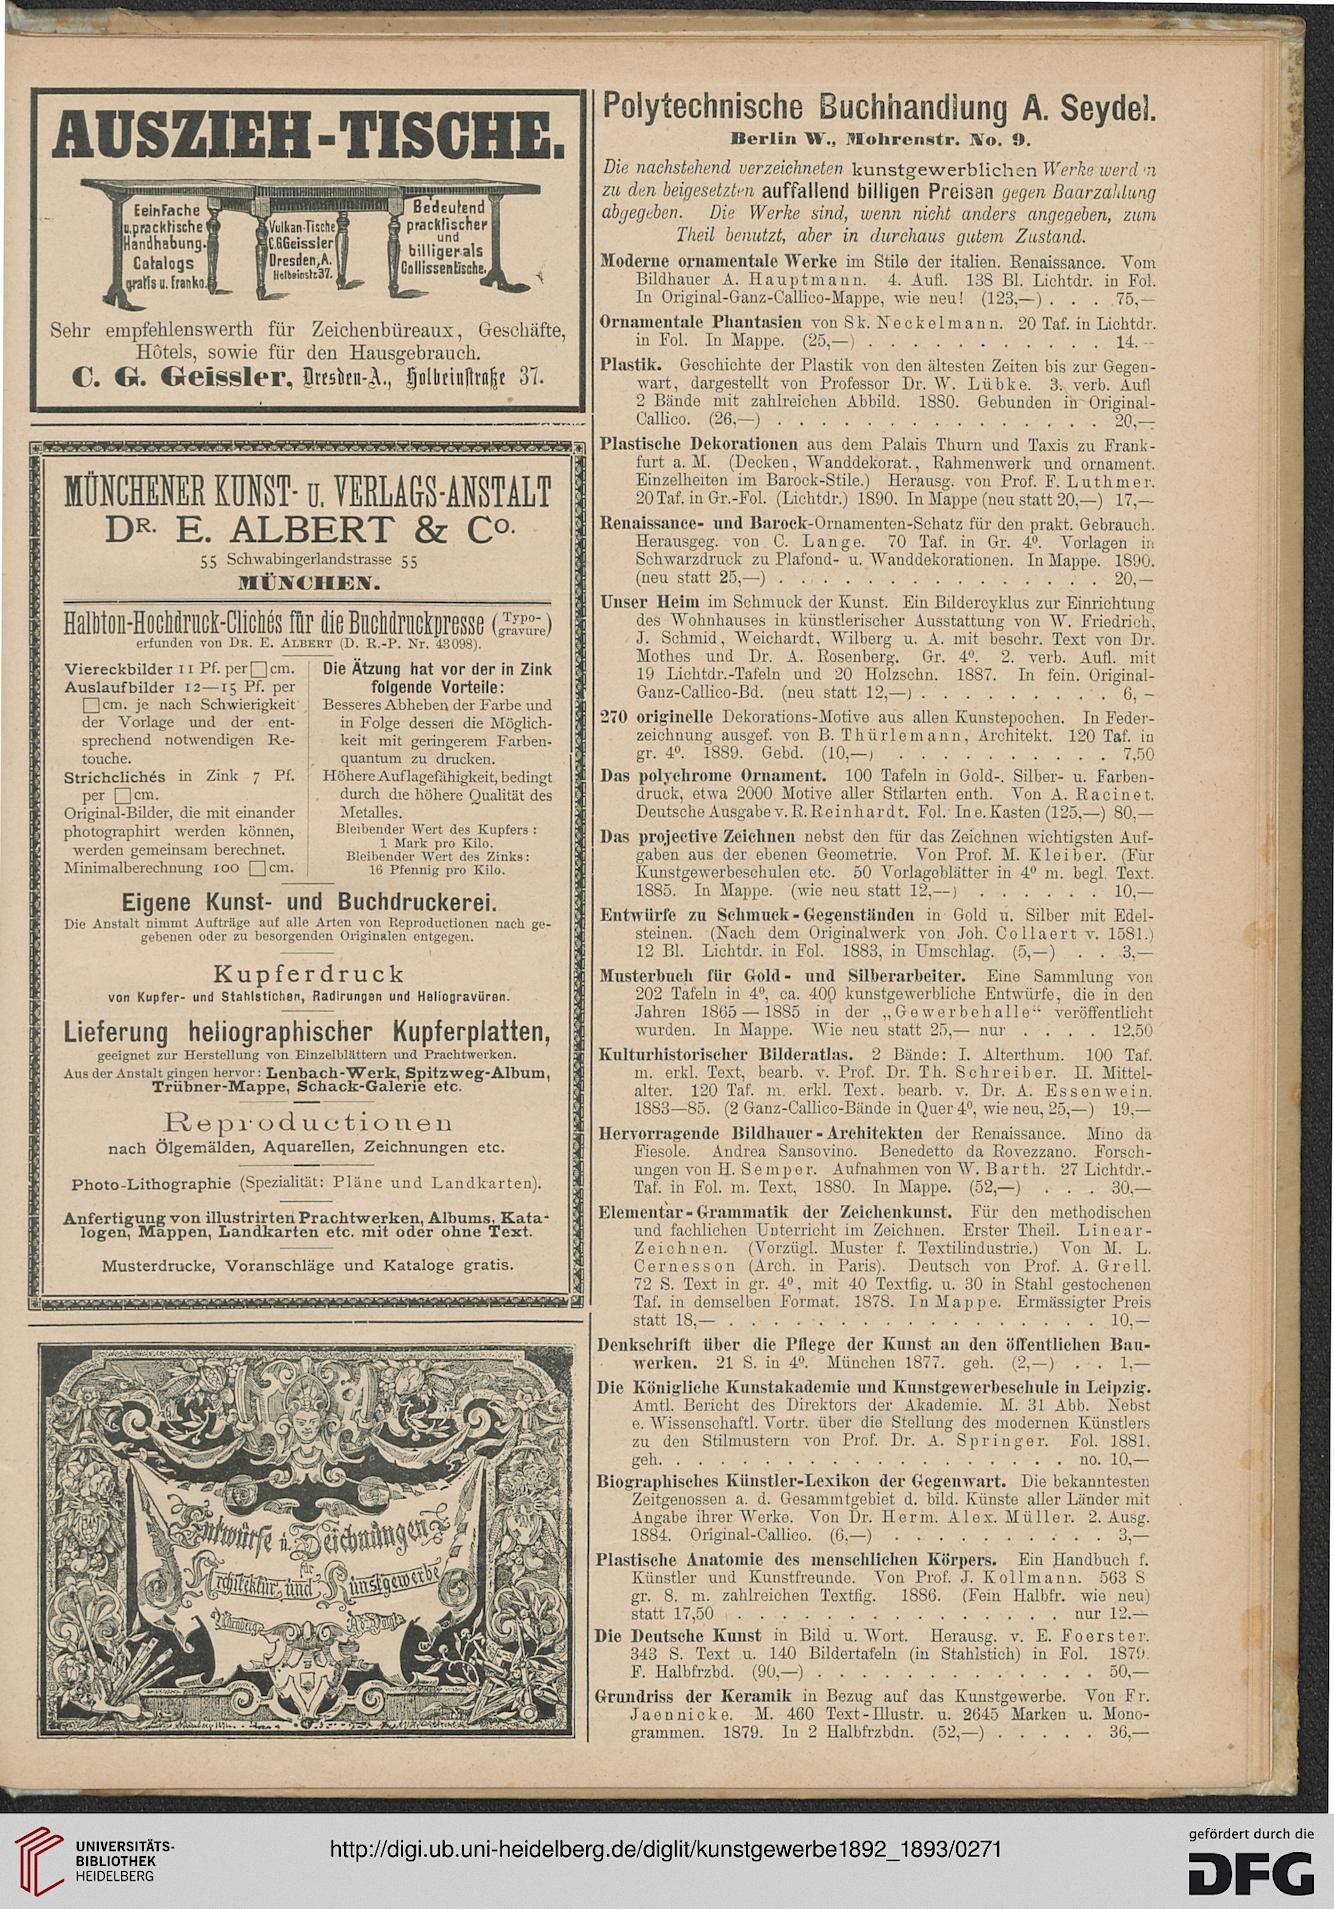 AUSZIEH-TISCHE.
EeinFache
u.pracktische
Handhabung.
Catalogs
gratis u. franko.
Vulkan-Tische
C.G.Geissler
Dresden, A.
Holbeinstr.37.
Bedeutend
pracktischer
und
billiger als
Collissentische.
Sehr empfehlenswerth für Zeichenbüreaux, Geschäfte,
Hôtels, sowie für den Hausgebrauch.
C. G. Geissler, Dresden-A., Holbeinstraße 37.
MÜNCHENER KUNST- U. VERLAGS-ANSTALT
DR. E. ALBERT & CO.
55 Schwabingerlandstrasse 55
MÜNCHEN.
Halbton-Hochdruck-Clichés für die Buchdruckpresse (Typo-gravure)
erfunden von DR. E. ALBERT (D. R.-P. Nr. 43098).
Viereckbilder 11 Pf. per □ cm.
Auslaufbilder 12—15 Pf. per
□ cm. je nach Schwierigkeit
der Vorlage und der ent-
sprechend notwendigen Re-
touche.
Strichclichés in Zink 7 Pf.
per □ cm.
Original-Bilder, die mit einander
photographirt werden können,
werden gemeinsam berechnet.
Minimalberechnung 100 □ cm.
Die Ätzung hat vor der in Zink
folgende Vorteile:
Besseres Abheben der Farbe und
in Folge dessen die Möglich-
keit mit geringerem Farben-
quantum zu drucken.
Höhere Auflagefähigkeit, bedingt
durch die höhere Qualität des
Metalles.
Bleibender Wert des Kupfers:
1 Mark pro Kilo.
Bleibender Wert des Zinks:
16 Pfennig pro Kilo.
Eigene Kunst- und Buchdruckerei.
Die Anstalt nimmt Aufträge auf alle Arten von Reproductionen nach ge-
gebenen oder zu besorgenden Originalen entgegen.
Kupferdruck
von Kupfer- und Stahlstichen, Radirungen und Heliogravüren.
Lieferung heliographischer Kupferplatten,
geeignet zur Herstellung von Einzelblättern und Prachtwerken.
Aus der Anstalt gingen hervor: Lenbach-Werk, Spitzweg-Album,
Trübner-Mappe, Schack-Galerie etc.
Reproductionen
nach Ölgemälden, Aquarellen, Zeichnungen etc.
Photo-Lithographie (Spezialität: Pläne und Landkarten).
Anfertigung von illustrirten Prachtwerken, Albums, Kata-
logen, Mappen, Landkarten etc. mit oder ohne Text.
Musterdrucke, Voranschläge und Kataloge gratis.
Entwürfe u. Zeichnungen
für
Architektur und Kunstgewerbe
Nürnberg Ad. Voigt
Polytechnische Buchhandlung A. Seydel.
Berlin W., Mohrenstr. No. 9.
Die nachstehend verzeichneten kunstgewerblichen Werke werd n
zu den beigesetzten auffallend billigen Preisen gegen Baarzahlung
abgegeben. Die Werke sind, wenn nicht anders angegeben, zum
Theil benutzt, aber in durchaus gutem Zustand.
Moderne ornamentale Werke im Stile der italien. Renaissance. Vom
Bildhauer A. Hauptmann. 4. Aufl. 138 Bl. Lichtdr. in Fol.
In Original-Ganz-Callico-Mappe, wie neu! (123,—) . . . 75,—
Ornamentale Phantasien von Sk. Neckelmann. 20 Taf. in Lichtdr.
in Fol. In Mappe. (25,—) . . . . . . . . . . . 14.—
Plastik. Geschichte der Plastik von den ältesten Zeiten bis zur Gegen-
wart, dargestellt von Professor Dr. W. Lübke. 3. verb. Aufl
2 Bände mit zahlreichen Abbild. 1880. Gebunden in Original-
Callico. (26,—) . . . . . . . . . . . . . . . 20,—
Plastische Dekorationen aus dem Palais Thurn und Taxis zu Frank-
furt a. M. (Decken, Wanddekorat., Rahmenwerk und ornament.
Einzelheiten im Barock-Stile.) Herausg. von Prof. F. Luthmer.
20 Taf. in Gr.-Fol. (Lichtdr.) 1890. In Mappe (neu statt 20,—) 17,—
Renaissance- und Barock-Ornamenten-Schatz für den prakt. Gebrauch.
Herausgeg. von C. Lange. 70 Taf. in Gr. 4°. Vorlagen in
Schwarzdruck zu Plafond- u. Wanddekorationen. In Mappe. 1890.
(neu statt 25,—) . . . . . . . . . . . . . . . 20,—
Unser Heim im Schmuck der Kunst. Ein Bildercyklus zur Einrichtung
des Wohnhauses in künstlerischer Ausstattung von W. Friedrich,
J. Schmid, Weichardt, Wilberg u. A. mit beschr. Text von Dr.
Mothes und Dr. A. Rosenberg. Gr. 4°. 2. verb. Aufl. mit
19 Lichtdr.-Tafeln und 20 Holzschn. 1887. In fein. Original-
Ganz-Callico-Bd. (neu statt 12,—) . . . . . . . . . 6,—
270 originelle Dekorations-Motive aus allen Kunstepochen. In Feder-
zeichnung ausgef. von B. Thürlemann, Architekt. 120 Taf. in
gr. 4°. 1889. Gebd. (10,—) . . . . . . . . . . 7,50
Das polychrome Ornament. 100 Tafeln in Gold-. Silber- u. Farben-
druck, etwa 2000 Motive aller Stilarten enth. Von A. Racinet.
Deutsche Ausgabe v. R. Reinhardt. Fol. In e. Kasten (125,—) 80,—
Das projective Zeichnen nebst den für das Zeichnen wichtigsten Auf-
gaben aus der ebenen Geometrie. Von Prof. M. Kleiber. (Für
Kunstgewerbeschulen etc. 50 Vorlageblätter in 4° m. begl. Text.
1885. In Mappe. (wie neu statt 12,—) . . . . . . 10,—
Entwürfe zu Schmuck-Gegenständen in Gold u. Silber mit Edel-
steinen. (Nach dem Originalwerk von Joh. Collaert v. 1581.)
12 Bl. Lichtdr. in Fol. 1883, in Umschlag. (5,—) . . 3,—
Musterbuch für Gold- und Silberarbeiter. Eine Sammlung von
202 Tafeln in 4°, ca. 400 kunstgewerbliche Entwürfe, die in den
Jahren 1865—1885 in der „Gewerbehalle“ veröffentlicht
wurden. In Mappe. Wie neu statt 25,— nur . . . . 12.50
Kulturhistorischer Bilderatlas. 2 Bände: I. Alterthum. 100 Taf.
m. erkl. Text, bearb. v. Prof. Dr. Th. Schreiber. II. Mittel-
alter. 120 Taf. m. erkl. Text. bearb. v. Dr. A. Essenwein.
1883—85. (2 Ganz-Callico-Bände in Quer 4°, wie neu, 25,—) 19,—
Hervorragende Bildhauer-Architekten der Renaissance. Mino da
Fiesole. Andrea Sansovino. Benedetto da Rovezzano. Forsch-
ungen von H. Semper. Aufnahmen von W. Barth. 27 Lichtdr.-
Taf. in Fol. m. Text, 1880. In Mappe. (52,—) . . . 30,—
Elementar-Grammatik der Zeichenkunst. Für den methodischen
und fachlichen Unterricht im Zeichnen. Erster Theil. Linear-
Zeichnen. (Vorzügl. Muster f. Textilindustrie.) Von M. L.
Cernesson (Arch. in Paris). Deutsch von Prof. A. Grell.
72 S. Text in gr. 4°, mit 40 Textfig. u. 30 in Stahl gestochenen
Taf. in demselben Format. 1878. In Mappe. Ermässigter Preis
statt 18,— . . . . . . . . . . . . . . . . . 10,—
Denkschrift über die Pflege der Kunst an den öffentlichen Bau-
werken. 21 S. in 4°. München 1877. geh. (2,—) . . 1,—
Die Königliche Kunstakademie und Kunstgewerbeschule in Leipzig.
Amtl. Bericht des Direktors der Akademie. M. 31 Abb. Nebst
e. Wissenschaftl. Vortr. über die Stellung des modernen Künstlers
zu den Stilmustern von Prof. Dr. A. Springer. Fol. 1881.
geh. . . . . . . . . . . . . . . . . . . no. 10,—
Biographisches Künstler-Lexikon der Gegenwart. Die bekanntesten
Zeitgenossen a. d. Gesammtgebiet d. bild. Künste aller Länder mit
Angabe ihrer Werke. Von Dr. Herm. Alex. Müller. 2. Ausg.
1884. Original-Callico. (6,—) . . . . . . . . . . 3,—
Plastische Anatomie des menschlichen Körpers. Ein Handbuch f.
Künstler und Kunstfreunde. Von Prof. J. Kollmann. 563 S
gr. 8. m. zahlreichen Textfig. 1886. (Fein Halbfr. wie neu)
statt 17,50 . . . . . . . . . . . . . . . nur 12.—
Die Deutsche Kunst in Bild u. Wort. Herausg. v. E. Foerster.
343 S. Text u. 140 Bildertafeln (in Stahlstich) in Fol. 1879.
F. Halbfrzbd. (90,—) . . . . . . . . . . . . . 50,—
Grundriss der Keramik in Bezug auf das Kunstgewerbe. Von Fr.
Jaennicke. M. 460 Text-Illustr. u. 2645 Marken u. Mono-
grammen. 1879. In 2 Halbfrzbdn. (52,—) . . . . . 36,—
UNIVERSITÄTS-
BIBLIOTHEK
HEIDELBERG
http://digi.ub.uni-heidelberg.de/diglit/kunstgewerbe1892_1893/0271
gefördert durch die
DFG